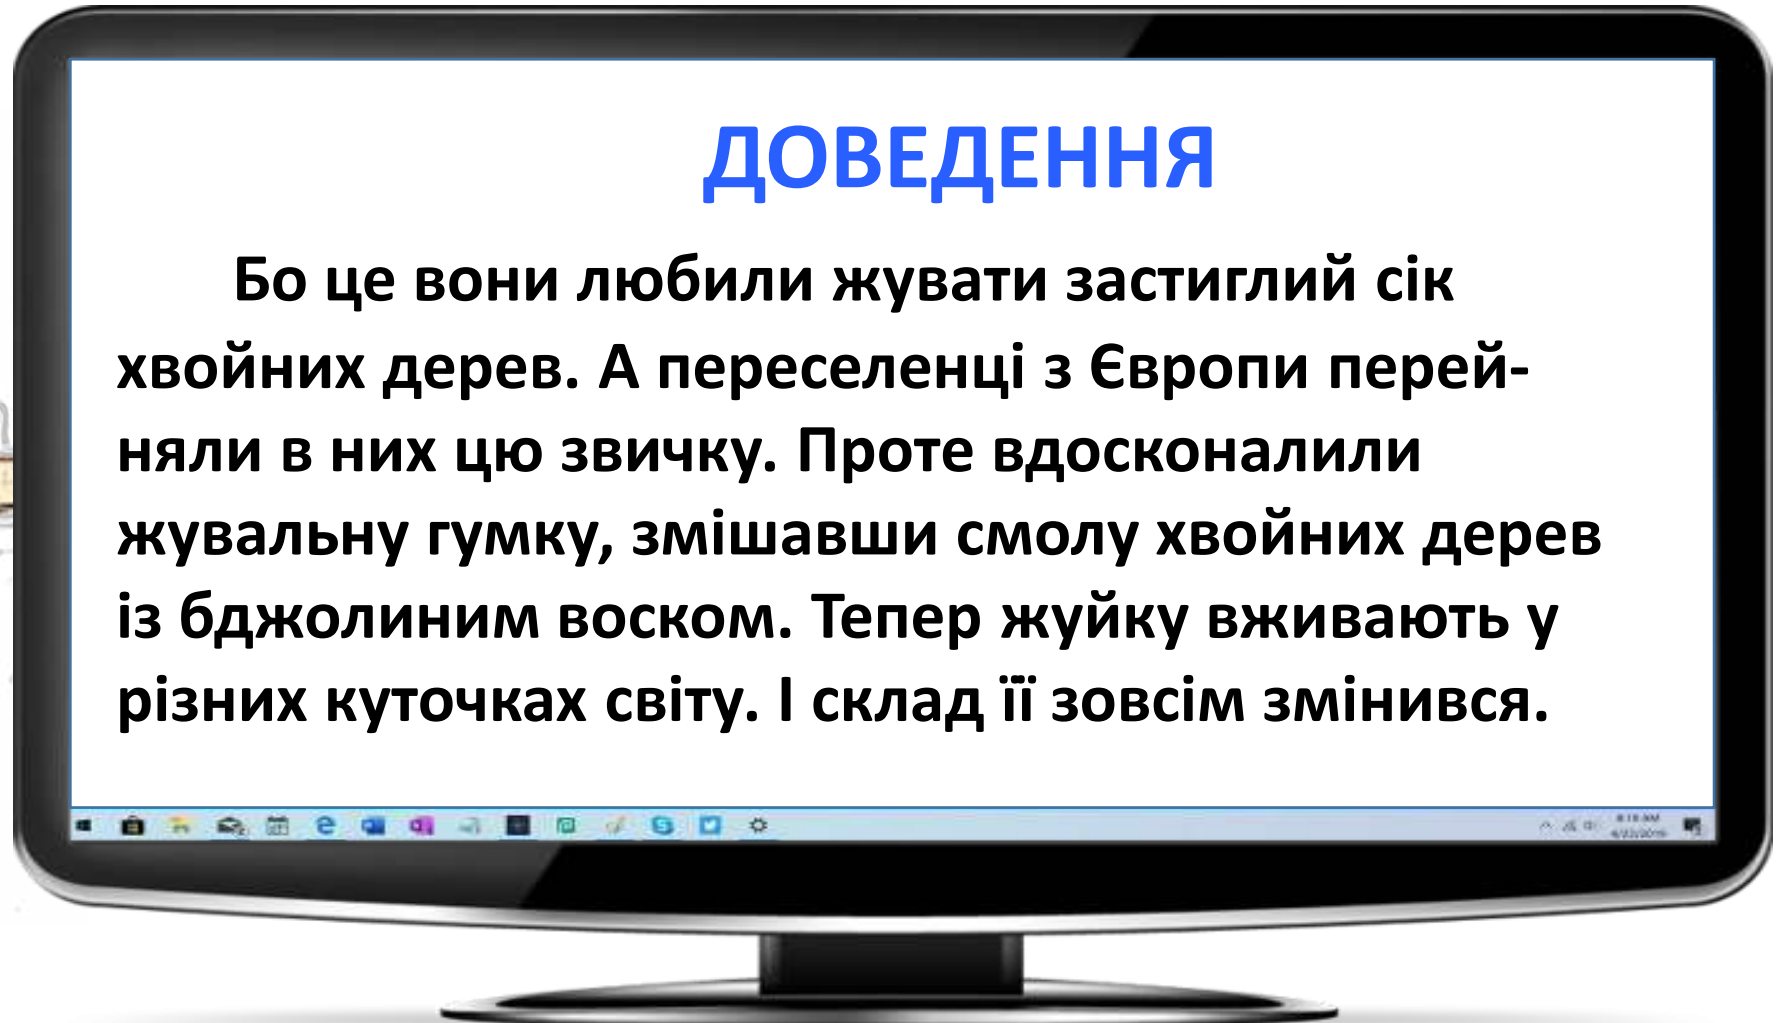 ДОВЕДЕННЯ
Бо це вони любили жувати застиглий сік
хвойних дерев. А переселенці з Європи перей-
няли в них цю звичку. Проте вдосконалили
жувальну гумку, змішавши смолу хвойних дерев
із бджолиним воском. Тепер жуйку вживають у
різних куточках світу. І склад її зовсім змінився.